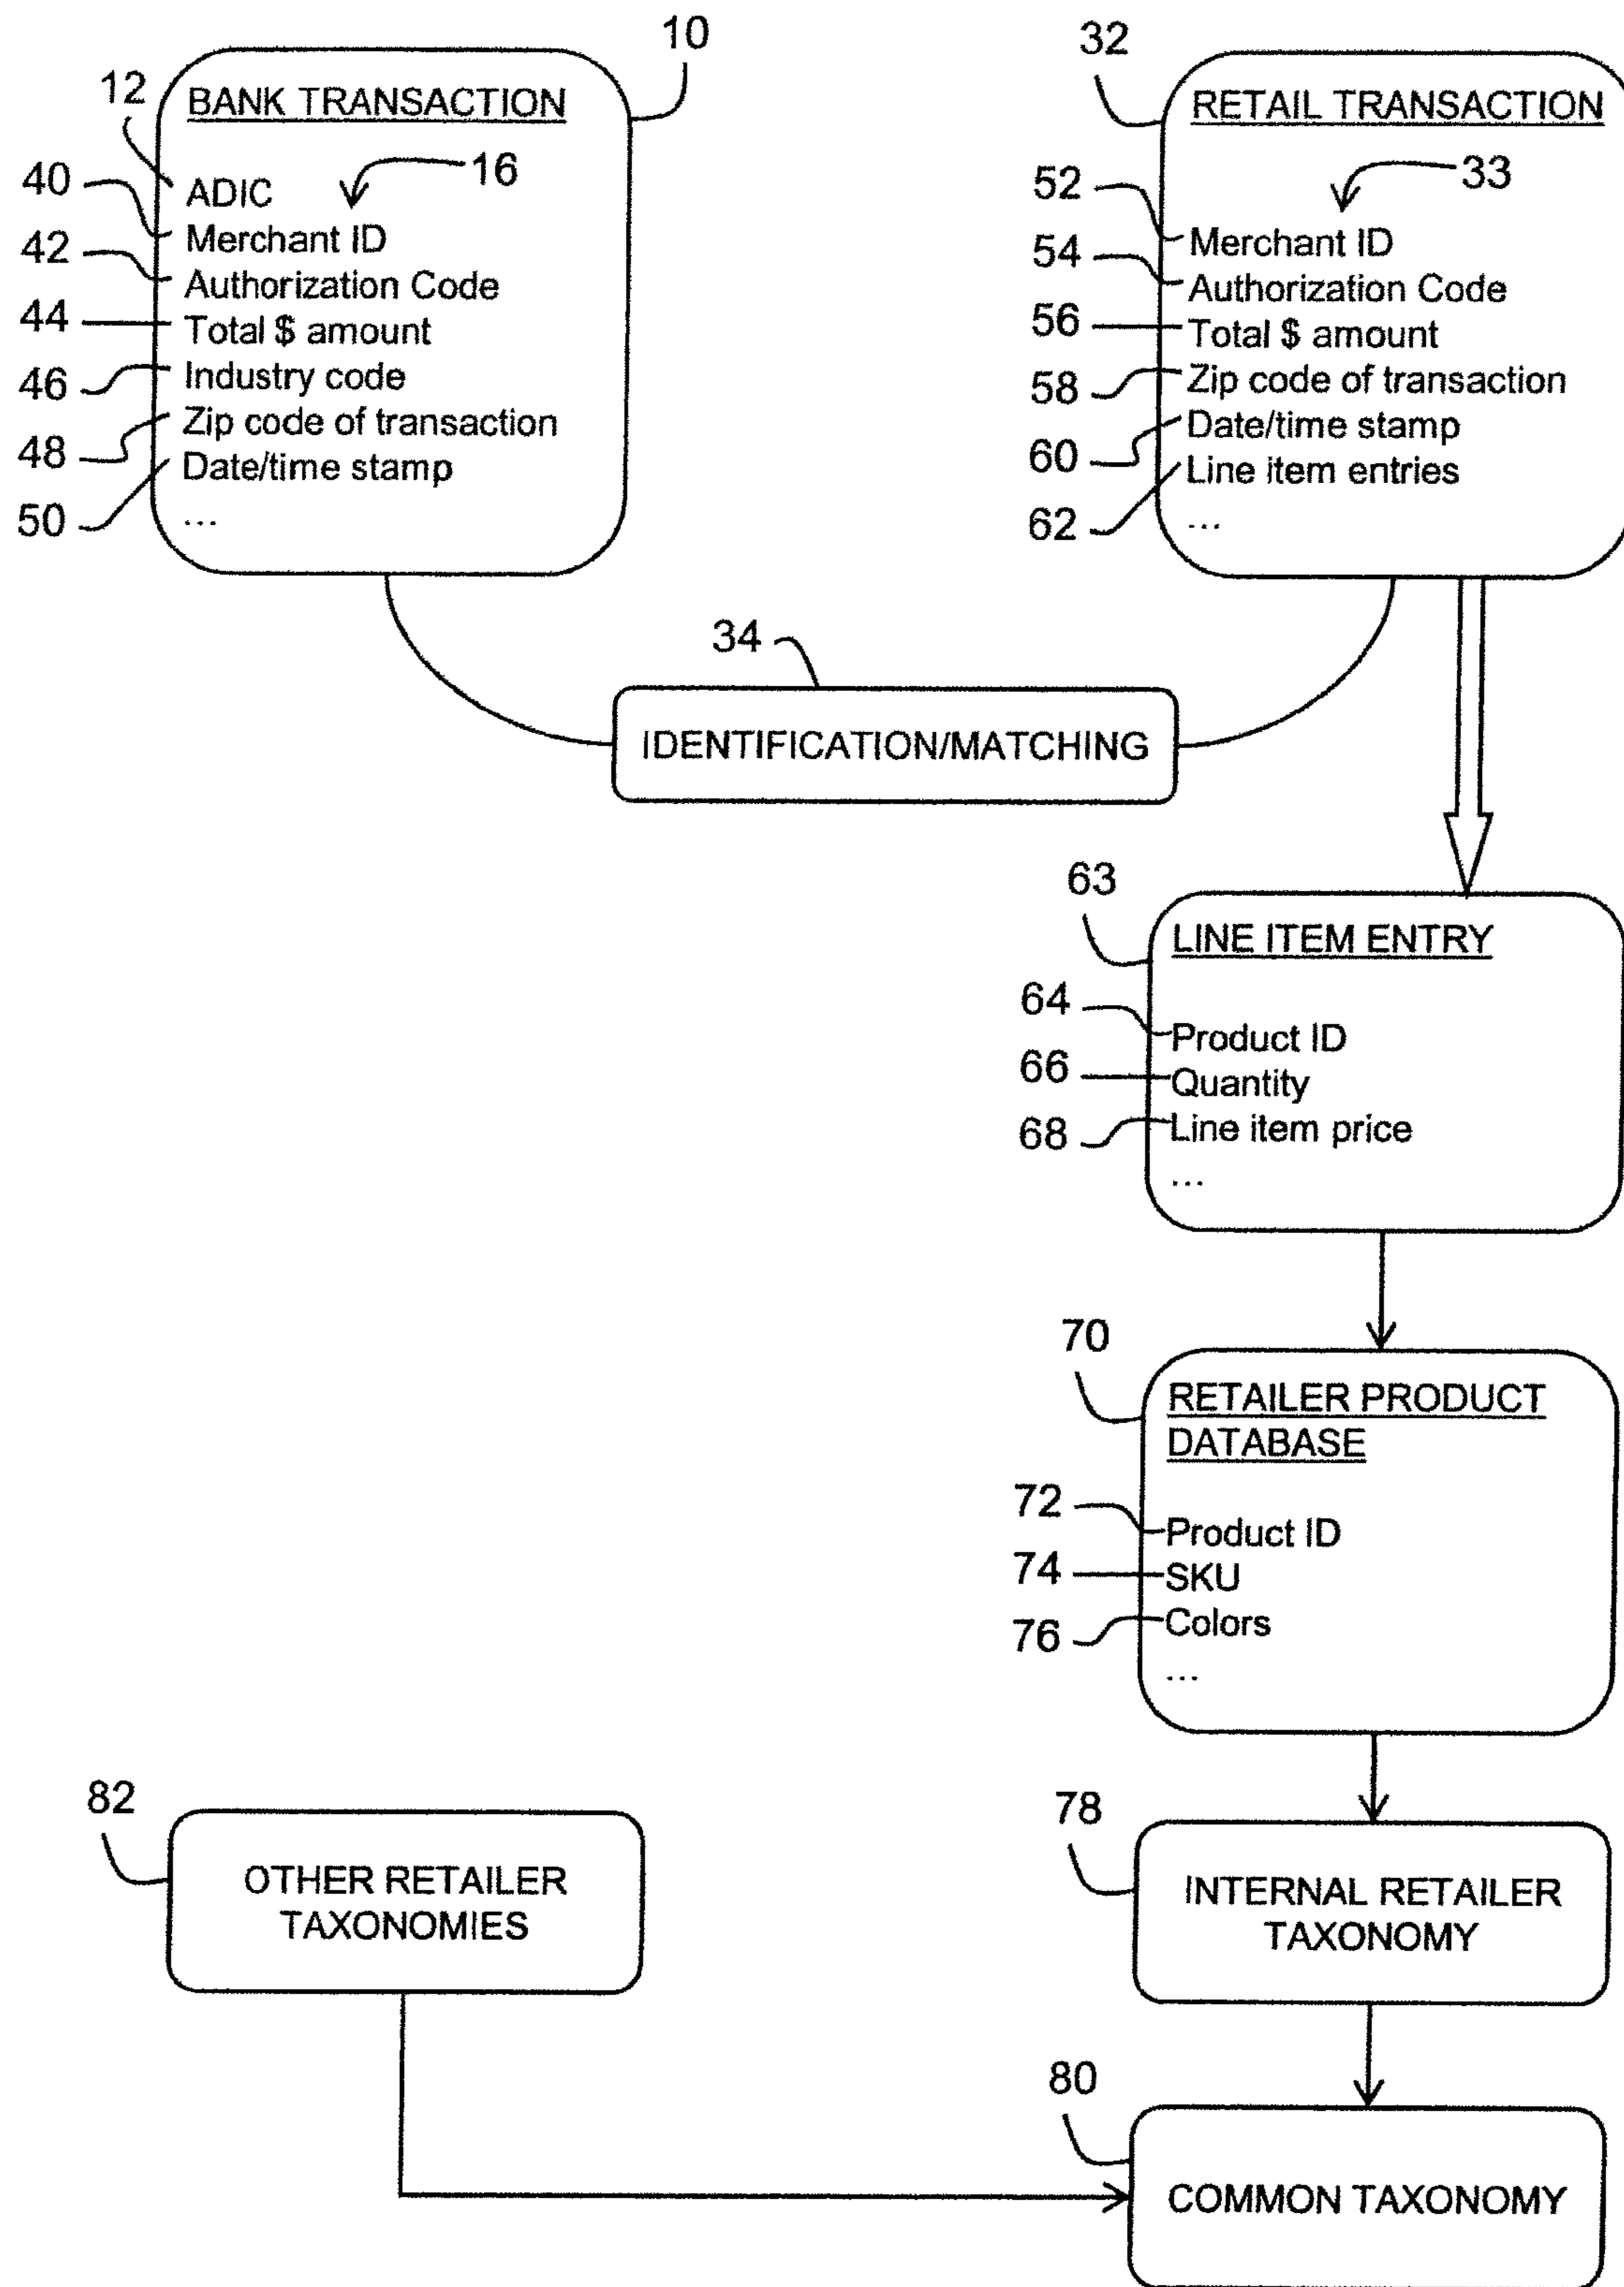 10
12
BANK TRANSACTION
16
40
ADIC
Merchant ID
42
Authorization Code
44
Total $ amount
46
Industry code
48
Zip code of transaction
Date/time stamp
50
...
32
RETAIL TRANSACTION
33
52
Merchant ID
54
Authorization Code
56
Total $ amount
58
Zip code of transaction
Date/time stamp
60
Line item entries
62
...
34
IDENTIFICATION/MATCHING
63
LINE ITEM ENTRY
64
Product ID
66
Quantity
68
Line item price
...
70
RETAILER PRODUCT
DATABASE
72
Product ID
74
SKU
76
Colors
...
82
OTHER RETAILER
TAXONOMIES
78
INTERNAL RETAILER
TAXONOMY
80
COMMON TAXONOMY